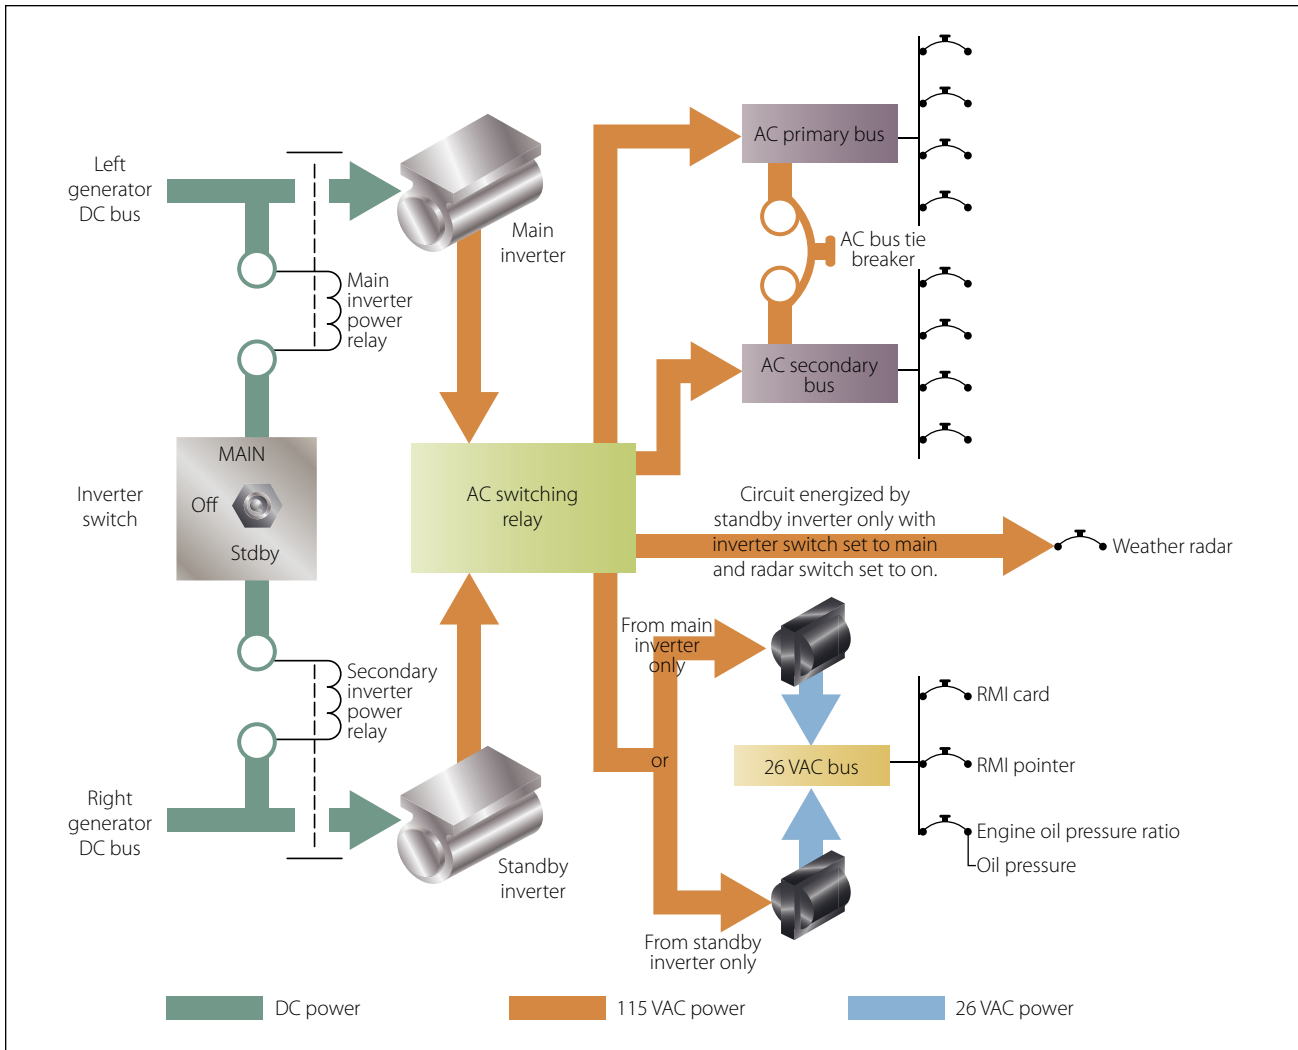 Left
generator
DC bus
Main
inverter
Main
inverter
power
relay
AC primary bus
AC bus tie
breaker
AC secondary
bus
Inverter
switch
MAIN
Off
Stdby
AC switching
relay
Circuit energized by
standby inverter only with
inverter switch set to main
and radar switch set to on.
Weather radar
From main
inverter
only
Secondary
inverter
power
relay
or
26 VAC bus
RMI card
RMI pointer
Engine oil pressure ratio
Oil pressure
Right
generator
DC bus
Standby
inverter
From standby
inverter only
DC power
115 VAC power
26 VAC power